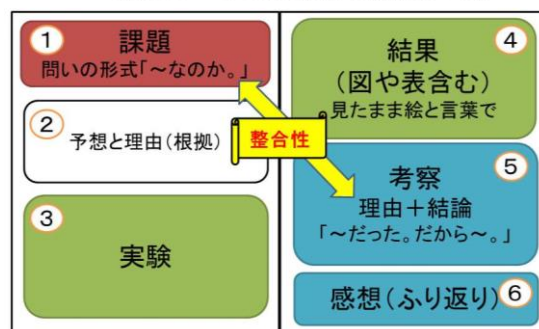 ①
課題
問いの形式「～なのか。」
②
予想と理由(根拠)
③
実験
整合性
④
結果
(図や表含む)
見たまま絵と言葉で
⑤
考察
理由＋結論
「～だった。だから～。」
⑥
感想(ふり返り)